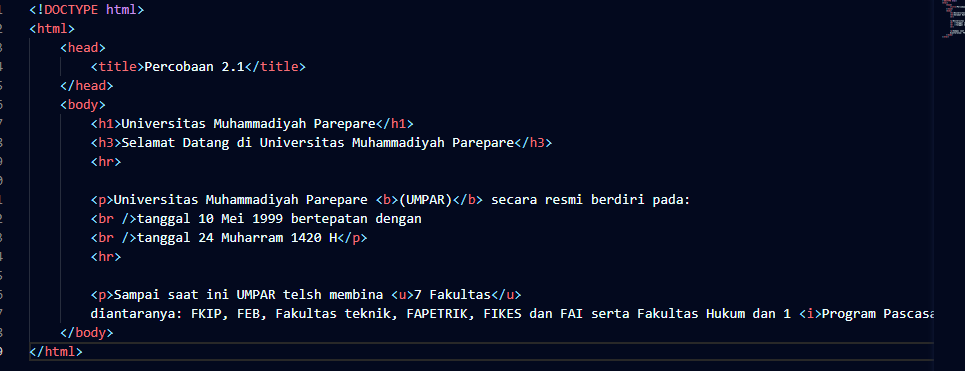 <!DOCTYPE html>
<html>
<head>
<title>Percobaan 2.1</title>
</head>
<body>
<h1>Universitas Muhammadiyah Parepare</h1>
<h3>Selamat Datang di Universitas Muhammadiyah Parepare</h3>
<hr>
<p>Universitas Muhammadiyah Parepare <b>(UMPAR)</b> secara resmi berdiri pada:
<br />tanggal 10 Mei 1999 bertepatan dengan
<br />tanggal 24 Muharram 1420 H</p>
<hr>
<p>Sampai saat ini UMPAR telsh membina <u>7 Fakultas</u>
diantaranya: FKIP, FEB, Fakultas teknik, FAPETRIK, FIKES dan FAI serta Fakultas Hukum dan 1 <i>Program Pascasa
</body>
</html>